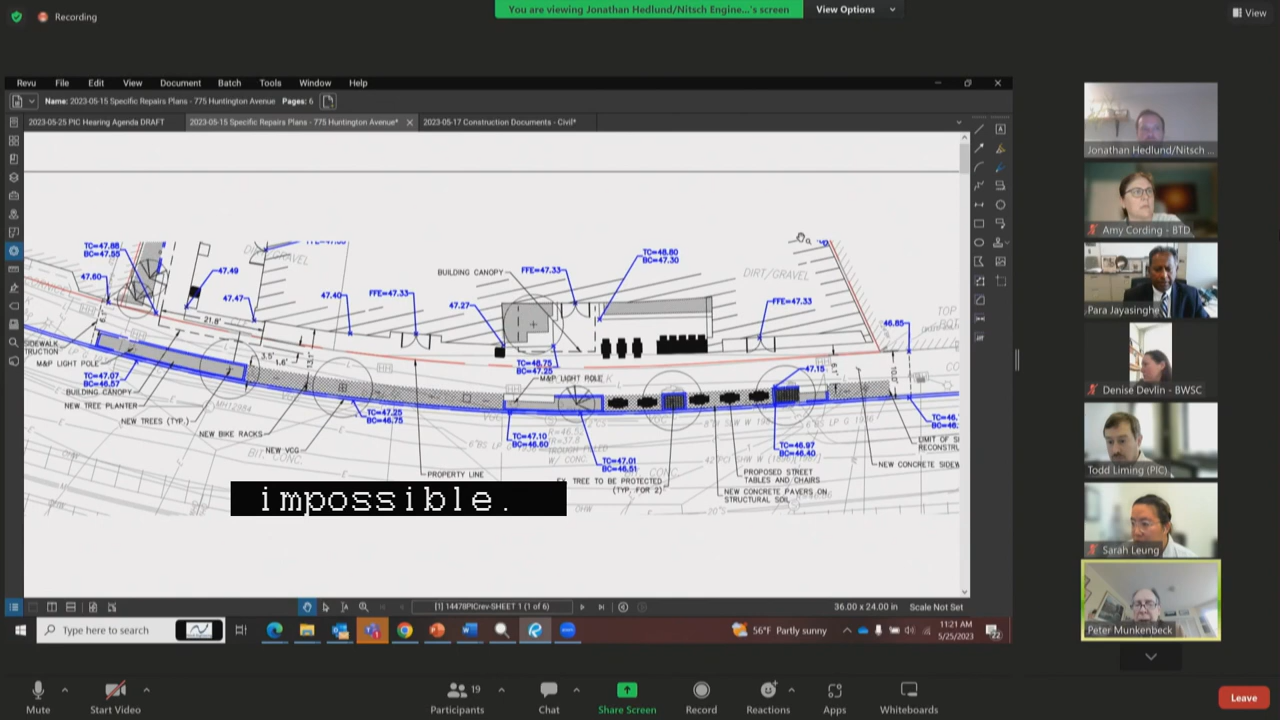 Recording
You are viewing Jonathan Hedlund/Nitsch Engine...'s screen
View Options
View
Revu File Edit View Document Tools Batch Window Help
Name: 2023-05-15 Specific Repairs Plans - 775 Huntington Avenue Pages: 6
2023-05-25 PIC Hearing Agenda DRAFT
2023-05-15 Specific Repairs Plans - 775 Huntington Avenue*
2023-05-17 Construction Documents - Civil*
TC=47.88
BC=47.55
47.60
47.49
47.47
47.40
FFE=47.33
47.27
BUILDING CANOPY
FFE=47.33
TC=48.80
BC=47.30
DIRT/GRAVEL
DIRT/GRAVEL
FFE=47.33
46.85
TOP
21.8'
3.5'
1.6'
M&P LIGHT POLE
TC=47.07
BC=46.57
BUILDING CANOPY
NEW TREE PLANTER
NEW TREES (TYP.)
NEW BIKE RACKS
NEW VCG
BIT. CONC.
TC=47.25
BC=46.75
PROPERTY LINE
TC=48.75
BC=47.25
M&P LIGHT POLE
TC=47.10
BC=46.60
TC=47.01
BC=46.51
CONC.
TREE TO BE PROTECTED
(TYP. FOR 2)
47.15
TC=46.97
BC=46.40
PROPOSED STREET
TABLES AND CHAIRS
NEW CONCRETE PAVERS ON
STRUCTURAL SOIL
LIMIT OF
NEW CONCRETE
impossible.
[1] 14478PICrev-SHEET 1 (1 of 6)
36.00 x 24.00 in
Scale Not Set
Type here to search
56°F Partly sunny
11:21 AM
5/25/2023
22
Jonathan Hedlund/Nitsch ...
Amy Cording - BTD
Para Jayasinghe
Denise Devlin - BWSC
Todd Liming (PIC)
Sarah Leung
Peter Munkenbeck
Mute
Start Video
Participants
19
Chat
Share Screen
Record
Reactions
Apps
Whiteboards
Leave